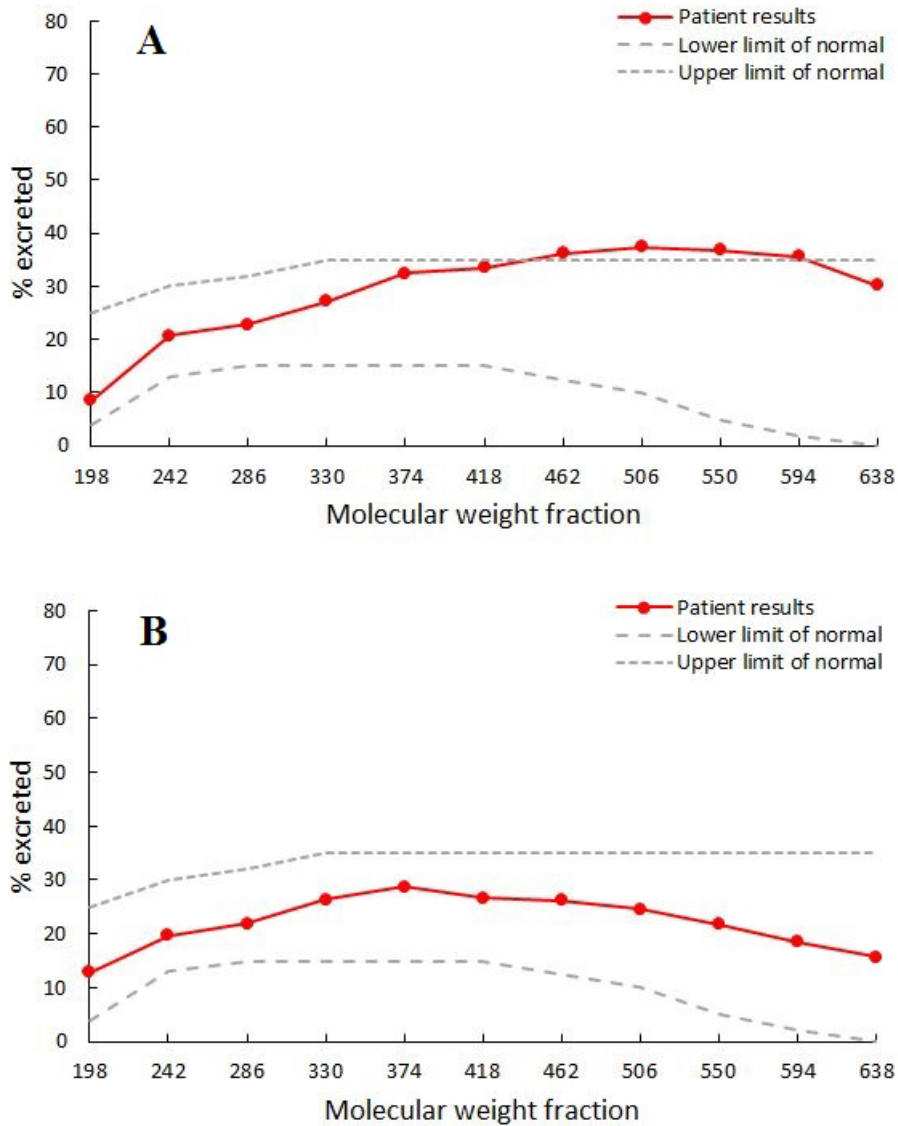 A
Patient results
Lower limit of normal
Upper limit of normal
80
70
60
50
40
30
20
10
0
% excreted
198 242 286 330 374 418 462 506 550 594 638
Molecular weight fraction
B
Patient results
Lower limit of normal
Upper limit of normal
80
70
60
50
40
30
20
10
0
% excreted
198 242 286 330 374 418 462 506 550 594 638
Molecular weight fraction